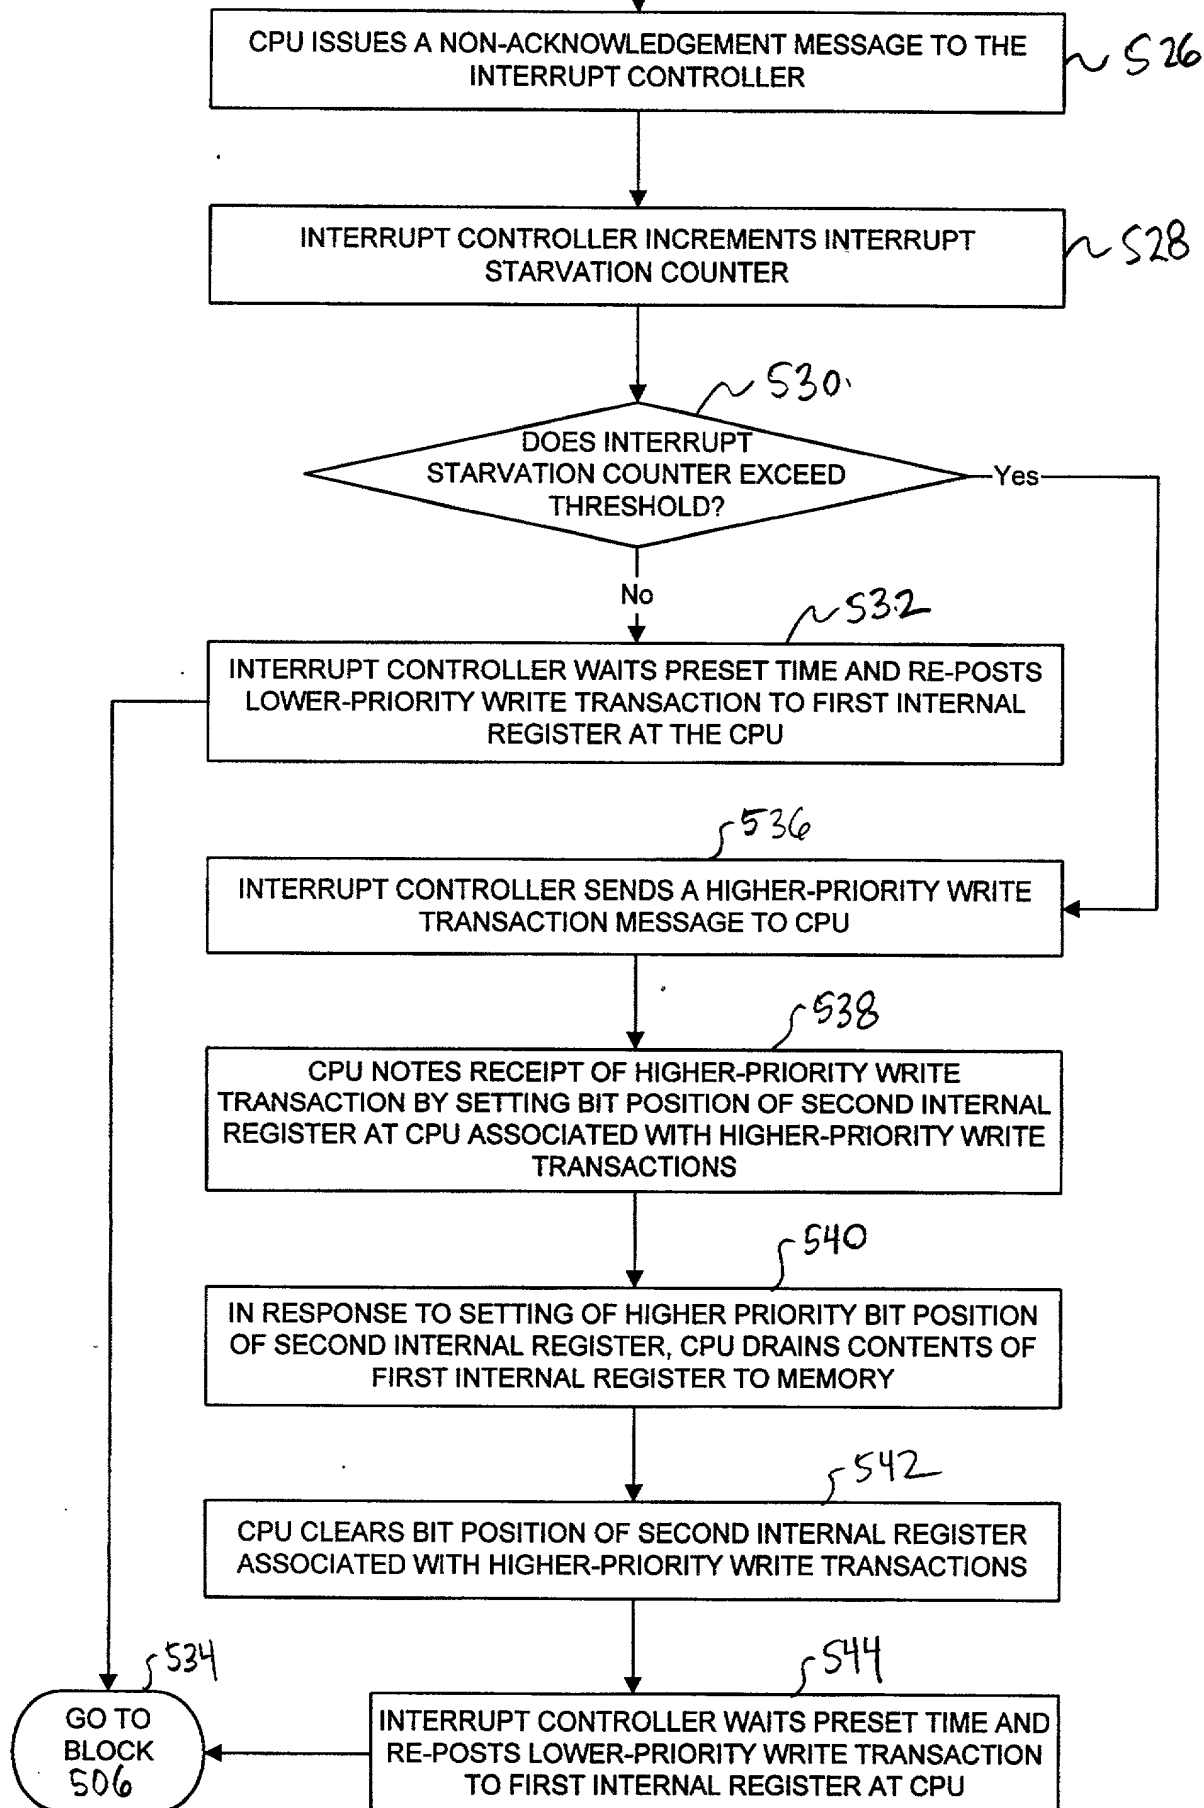 CPU ISSUES A NON-ACKNOWLEDGEMENT MESSAGE TO THE
INTERRUPT CONTROLLER
526
INTERRUPT CONTROLLER INCREMENTS INTERRUPT
STARVATION COUNTER
528
530
DOES INTERRUPT
STARVATION COUNTER EXCEED
THRESHOLD?
Yes
No
532
INTERRUPT CONTROLLER WAITS PRESET TIME AND RE-POSTS
LOWER-PRIORITY WRITE TRANSACTION TO FIRST INTERNAL
REGISTER AT THE CPU
536
INTERRUPT CONTROLLER SENDS A HIGHER-PRIORITY WRITE
TRANSACTION MESSAGE TO CPU
538
CPU NOTES RECEIPT OF HIGHER-PRIORITY WRITE
TRANSACTION BY SETTING BIT POSITION OF SECOND INTERNAL
REGISTER AT CPU ASSOCIATED WITH HIGHER-PRIORITY WRITE
TRANSACTIONS
540
IN RESPONSE TO SETTING OF HIGHER PRIORITY BIT POSITION
OF SECOND INTERNAL REGISTER, CPU DRAINS CONTENTS OF
FIRST INTERNAL REGISTER TO MEMORY
542
CPU CLEARS BIT POSITION OF SECOND INTERNAL REGISTER
ASSOCIATED WITH HIGHER-PRIORITY WRITE TRANSACTIONS
534
GO TO
BLOCK
506
544
INTERRUPT CONTROLLER WAITS PRESET TIME AND
RE-POSTS LOWER-PRIORITY WRITE TRANSACTION
TO FIRST INTERNAL REGISTER AT CPU